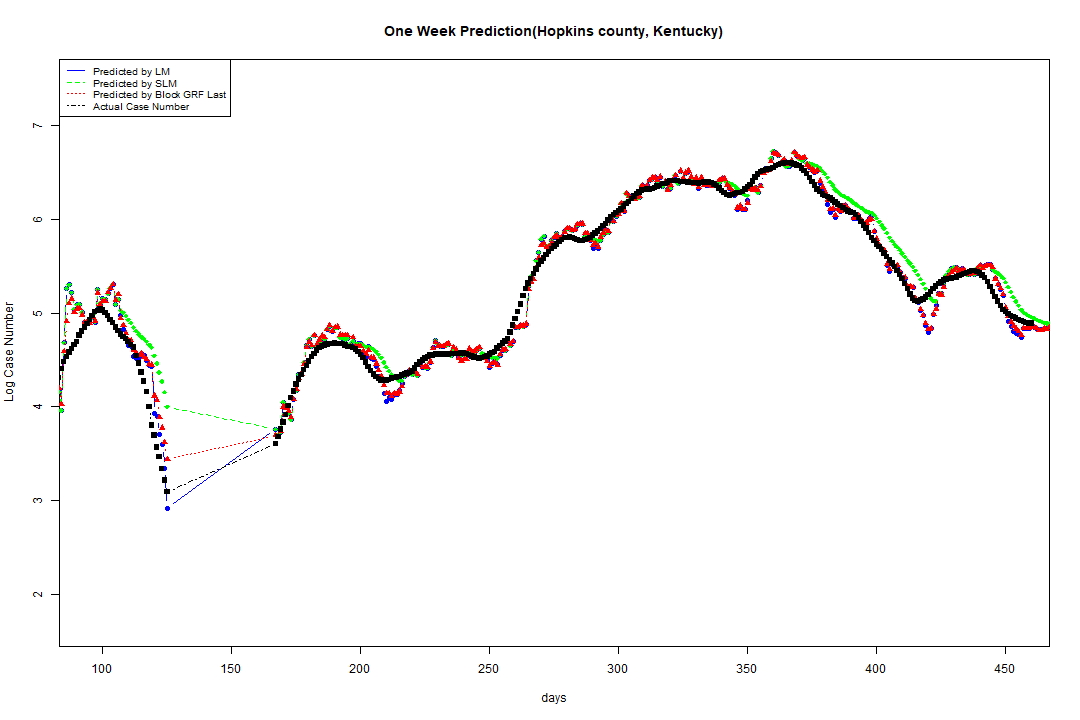 One Week Prediction(Hopkins county, Kentucky)
Predicted by LM
Predicted by SLM
Predicted by Block GRF Last
Actual Case Number
7
6
5
4
3
2
Log Case Number
100 150 200 250 300 350 400 450
days